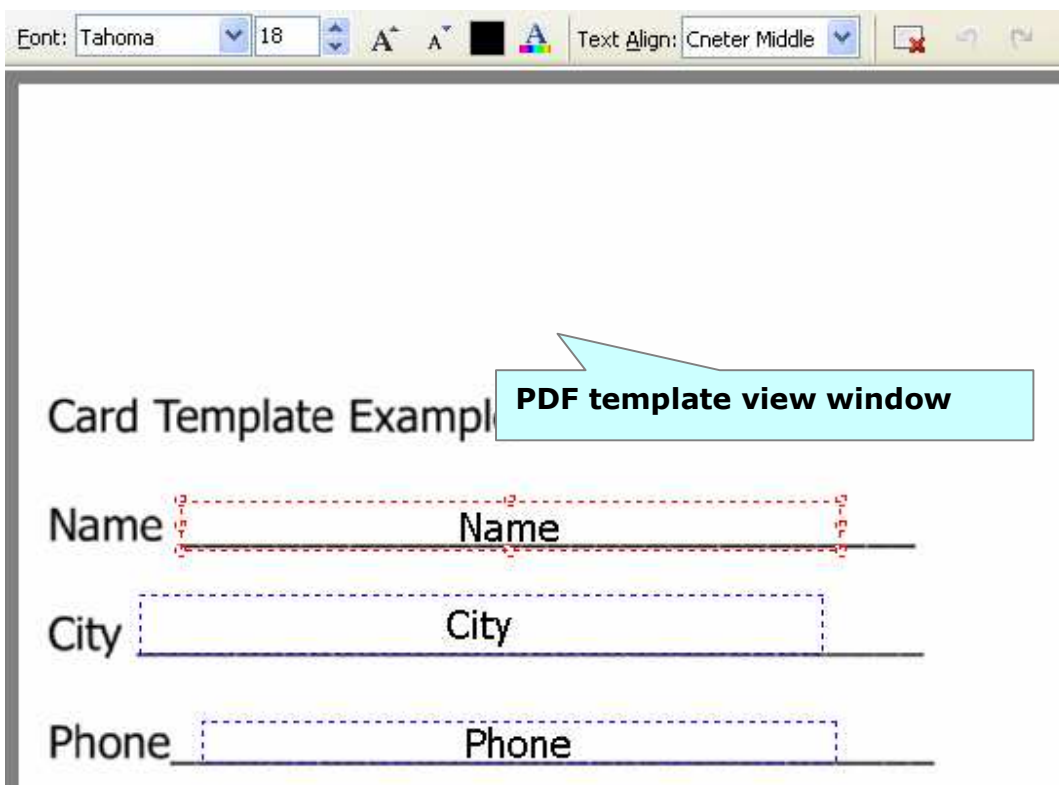 Font: Tahoma 18 A A A Text Align: Cneter Middle
PDF template view window
Card Template Exampl
Name Name
City City
Phone Phone